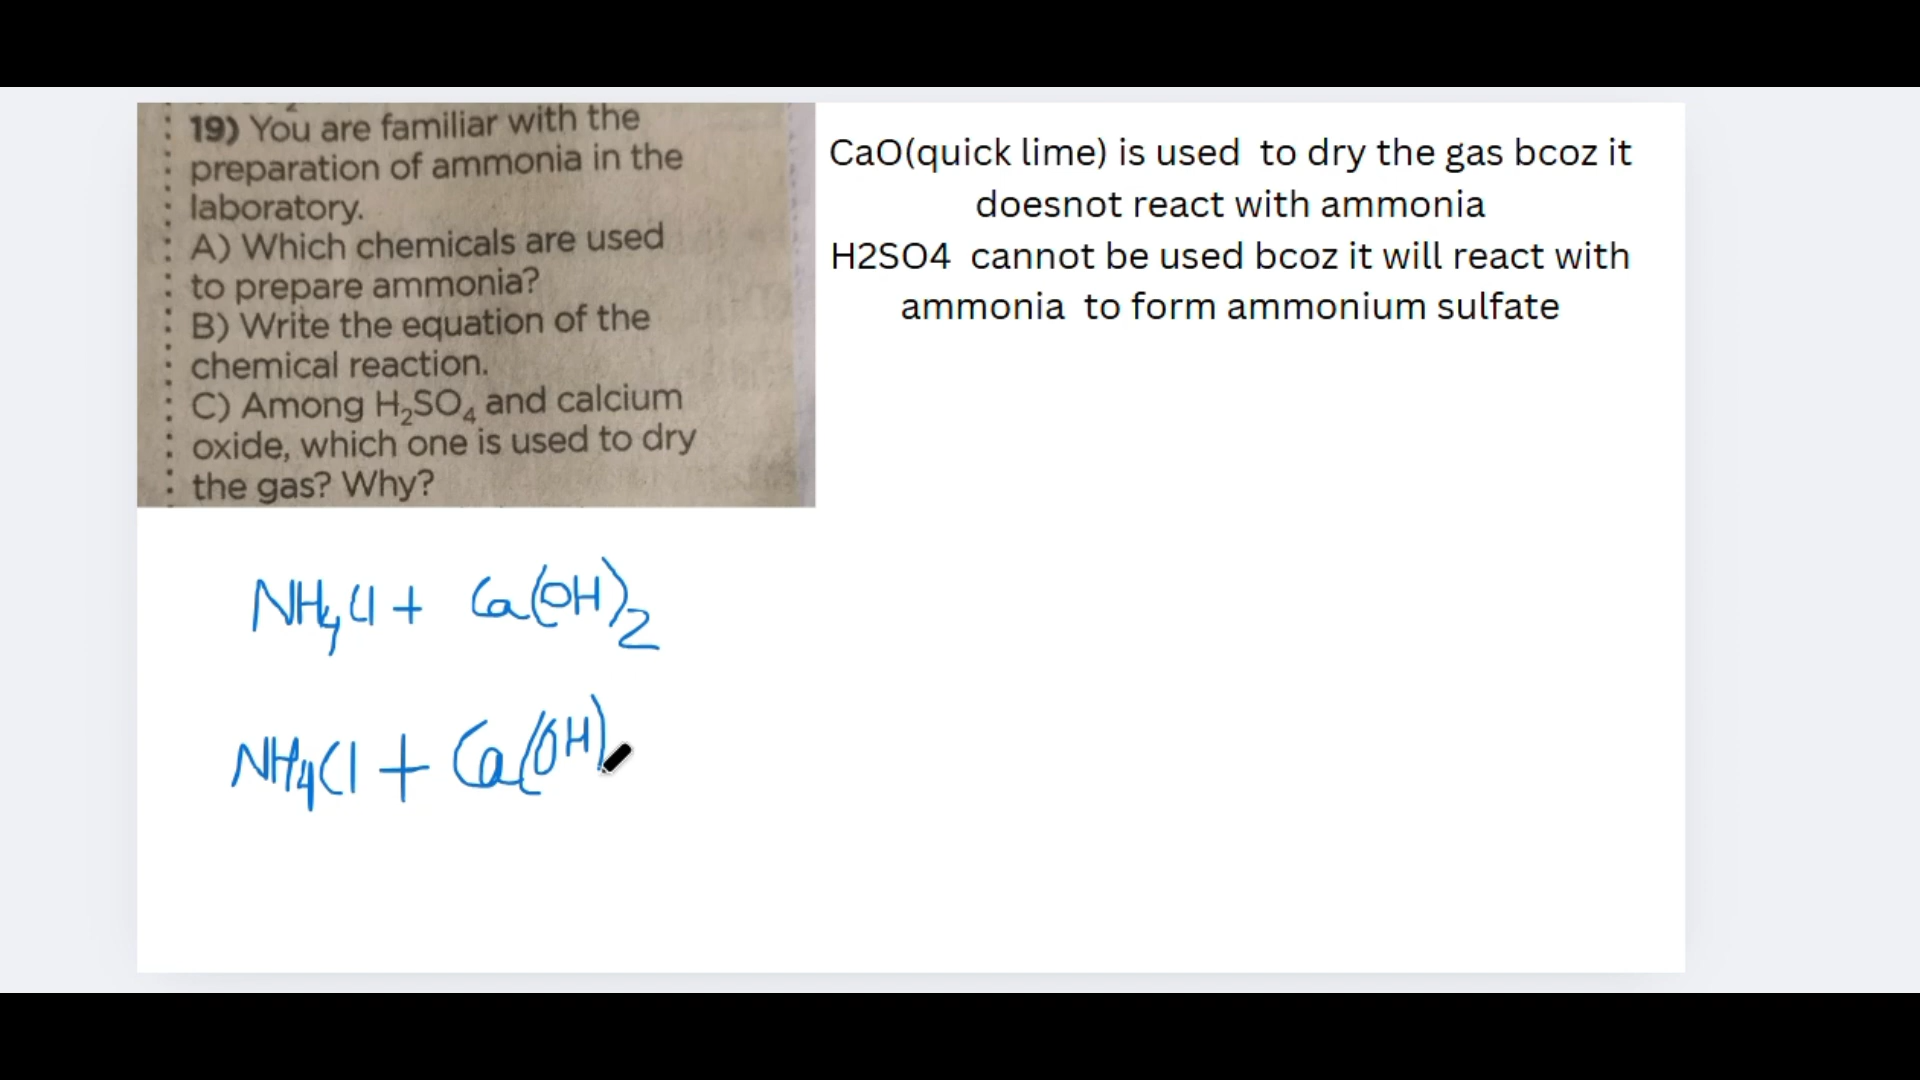 19) You are familiar with the
preparation of ammonia in the
laboratory.
A) Which chemicals are used
to prepare ammonia?
B) Write the equation of the
chemical reaction.
C) Among H₂SO₄ and calcium
oxide, which one is used to dry
the gas? Why?
CaO(quick lime) is used to dry the gas bcoz it
doesnot react with ammonia
H2SO4 cannot be used bcoz it will react with
ammonia to form ammonium sulfate
NH₄Cl + Ca(OH)₂
NH₄Cl + Ca(OH)